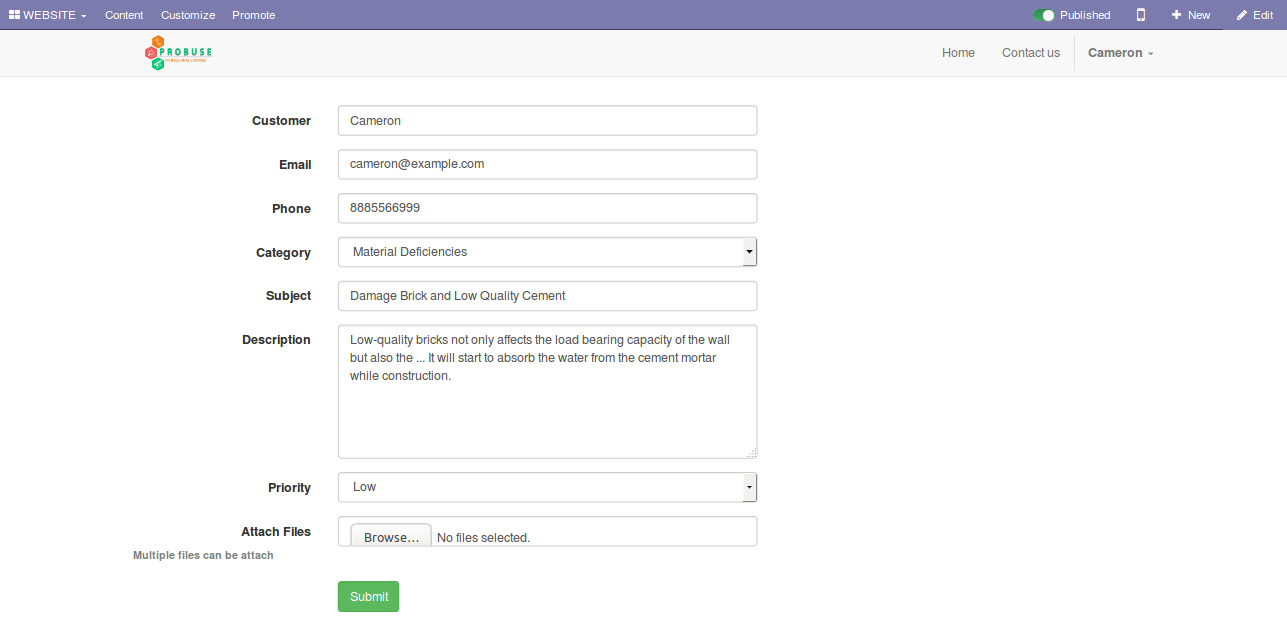 WEBSITE Content Customize Promote Published New Edit
PROBUSE Home Contact us Cameron
Customer Cameron
Email cameron@example.com
Phone 8885566999
Category Material Deficiencies
Subject Damage Brick and Low Quality Cement
Description Low-quality bricks not only affects the load bearing capacity of the wall
but also the ... It will start to absorb the water from the cement mortar
while construction.
Priority Low
Attach Files Browse... No files selected.
Multiple files can be attach
Submit